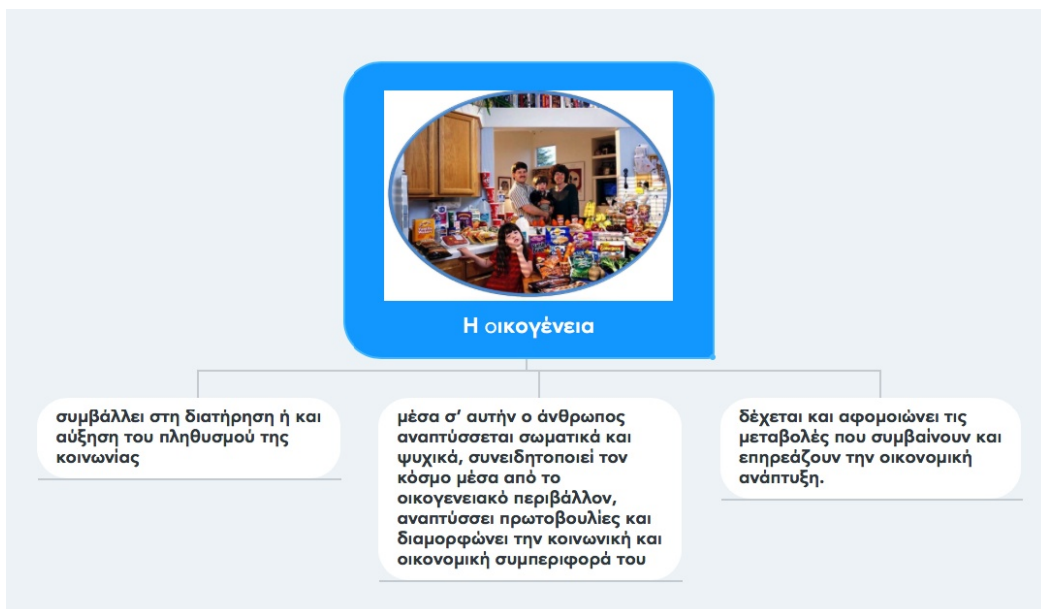 Η οικογένεια
συμβάλλει στη διατήρηση ή και
αύξηση του πληθυσμού της
κοινωνίας
μέσα σ' αυτήν ο άνθρωπος
αναπτύσσεται σωματικά και
ψυχικά, συνειδητοποιεί τον
κόσμο μέσα από το
οικογενειακό περιβάλλον,
αναπτύσσει πρωτοβουλίες και
διαμορφώνει την κοινωνική και
οικονομική συμπεριφορά του
δέχεται και αφομοιώνει τις
μεταβολές που συμβαίνουν και
επηρεάζουν την οικονομική
ανάπτυξη.